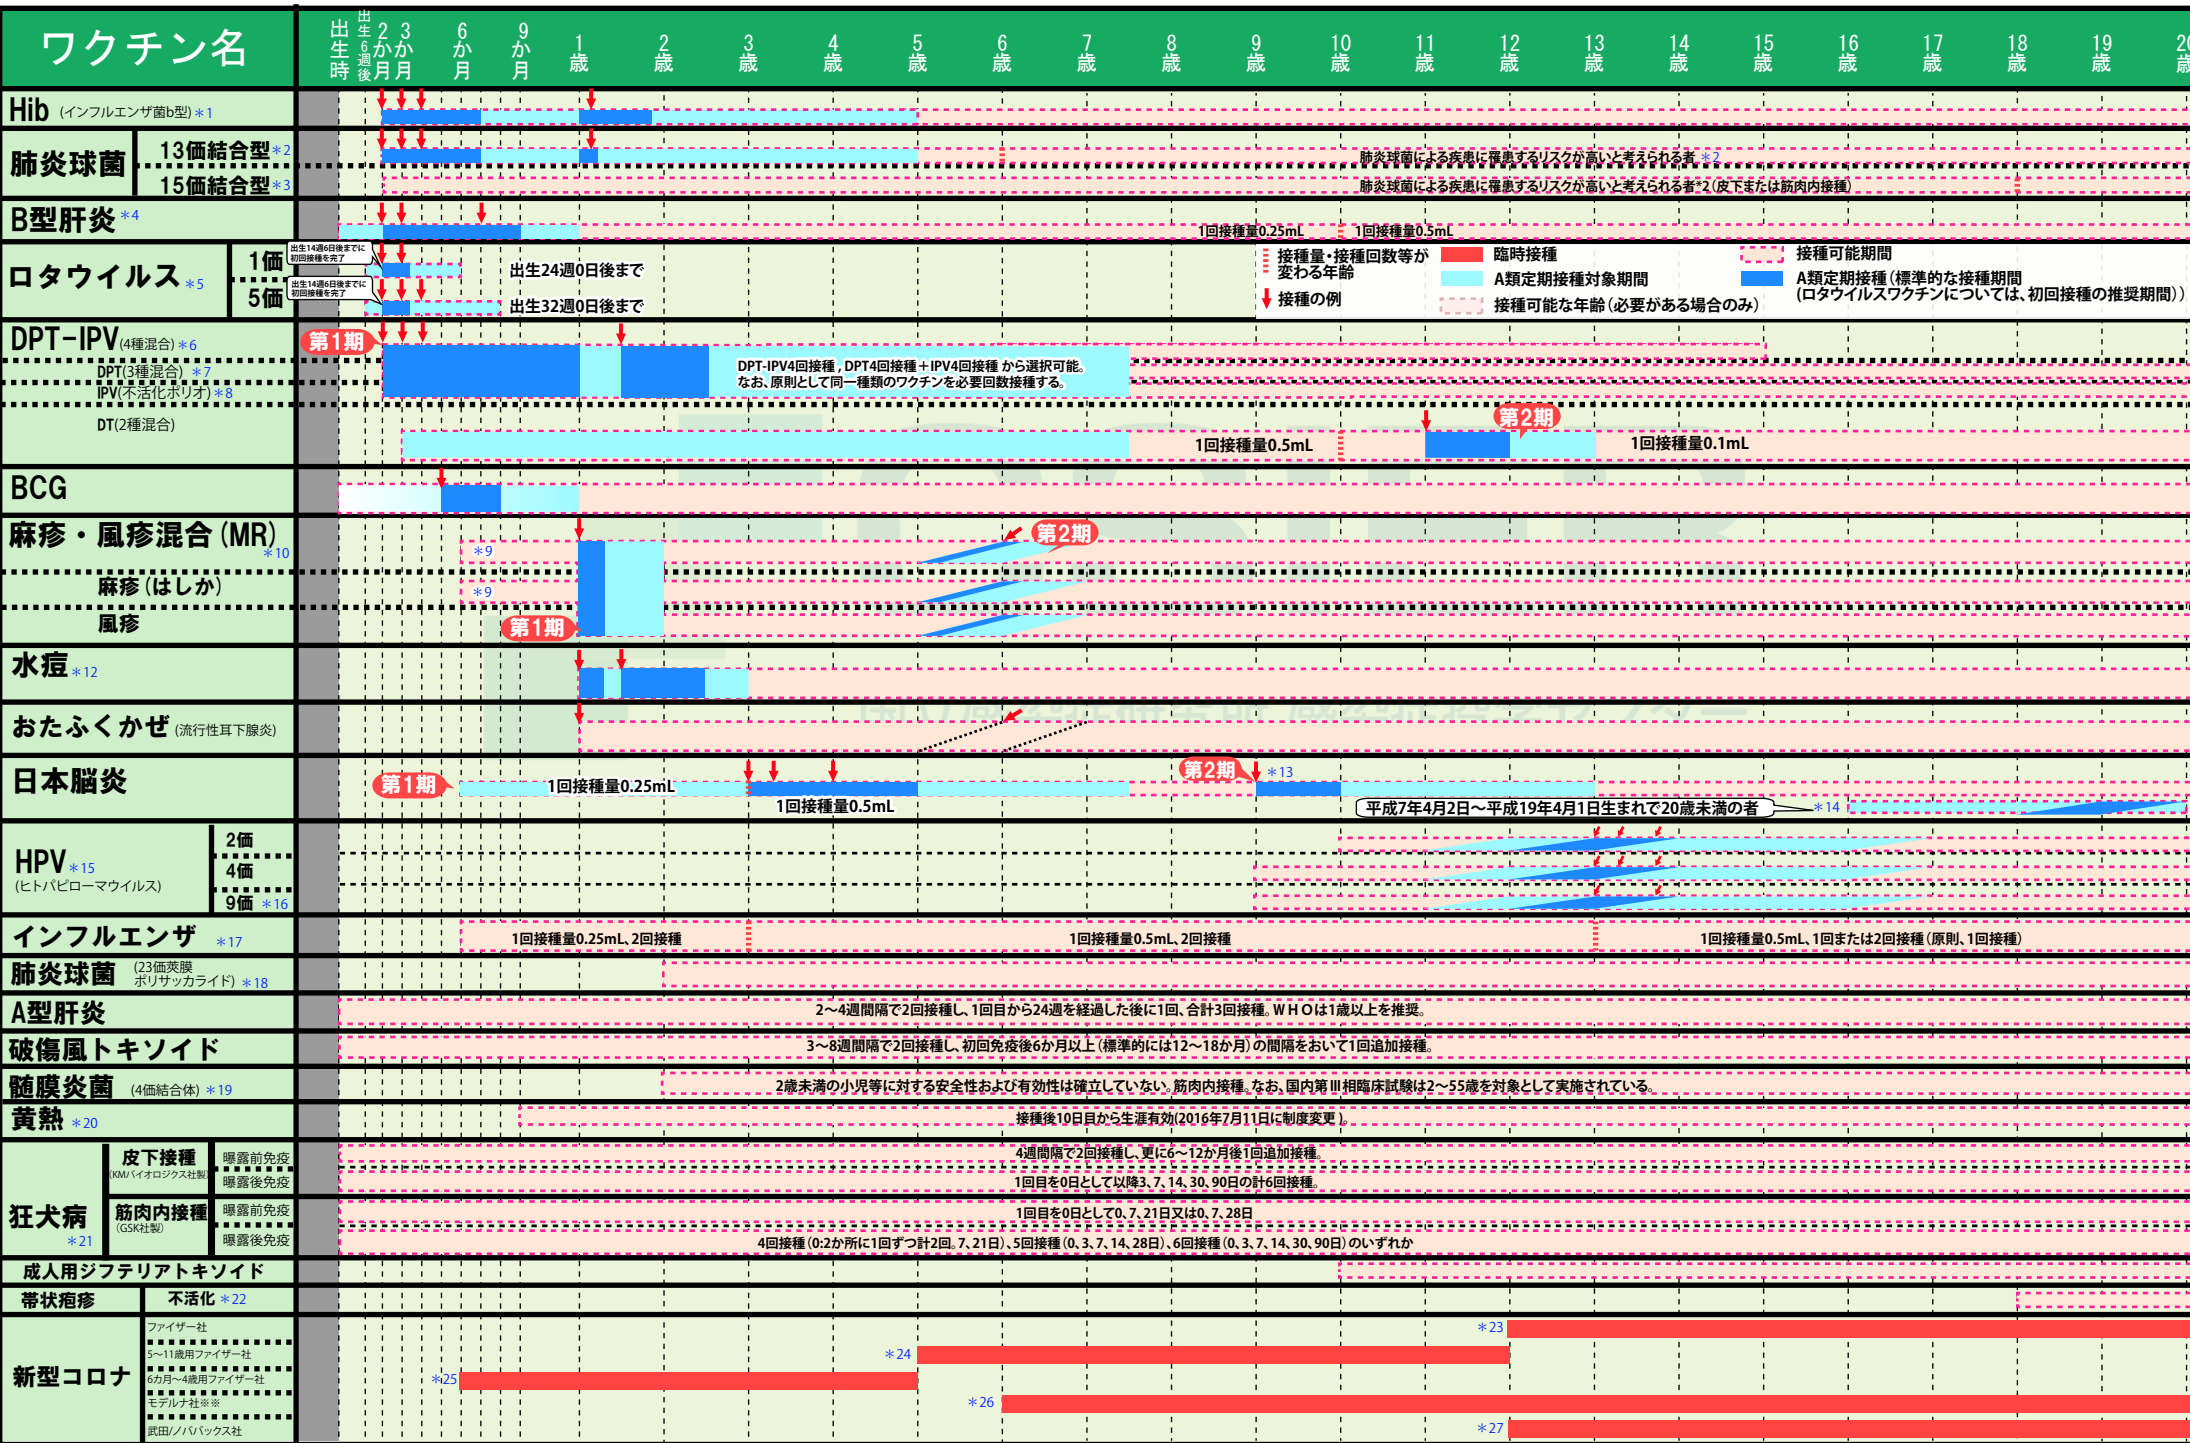 ワクチン名
出生時
出生6週後
2か月
3か月
6か月
9か月
1歳
2歳
3歳
4歳
5歳
6歳
7歳
8歳
9歳
10歳
11歳
12歳
13歳
14歳
15歳
16歳
17歳
18歳
19歳
20歳
Hib (インフルエンザ菌b型) ＊1
肺炎球菌
13価結合型＊2
肺炎球菌による疾患に罹患するリスクが高いと考えられる者 ＊2
15価結合型＊3
肺炎球菌による疾患に罹患するリスクが高いと考えられる者*2（皮下または筋肉内接種）
B型肝炎＊4
1回接種量0.25mL
1回接種量0.5mL
ロタウイルス＊5
1価
出生14週6日後までに
初回接種を完了
出生24週0日後まで
5価
出生14週6日後までに
初回接種を完了
出生32週0日後まで
接種量・接種回数等が
変わる年齢
接種の例
臨時接種
A類定期接種対象期間
接種可能な年齢（必要がある場合のみ）
接種可能期間
A類定期接種（標準的な接種期間
(ロタウイルスワクチンについては、初回接種の推奨期間））
DPT-IPV(4種混合)＊6
第1期
DPT(3種混合) ＊7
IPV(不活化ポリオ)＊8
DPT-IPV4回接種，DPT4回接種＋IPV4回接種 から選択可能。
なお、原則として同一種類のワクチンを必要回数接種する。
DT(2種混合)
1回接種量0.5mL
第2期
1回接種量0.1mL
BCG
麻疹・風疹混合(MR)
＊10
＊9
第2期
麻疹（はしか）
＊9
風疹
第1期
水痘＊12
おたふくかぜ (流行性耳下腺炎)
日本脳炎
第1期
1回接種量0.25mL
1回接種量0.5mL
第2期
＊13
平成7年4月2日～平成19年4月1日生まれで20歳未満の者
＊14
HPV＊15
(ヒトパピローマウイルス)
2価
4価
9価 ＊16
インフルエンザ ＊17
1回接種量0.25mL、2回接種
1回接種量0.5mL、2回接種
1回接種量0.5mL、1回または2回接種（原則、1回接種）
肺炎球菌 (23価莢膜
ポリサッカライド) ＊18
A型肝炎
2～4週間隔で2回接種し、1回目から24週を経過した後に1回、合計3回接種。WHOは1歳以上を推奨。
破傷風トキソイド
3～8週間隔で2回接種し、初回免疫後6か月以上（標準的には12～18か月）の間隔をおいて1回追加接種。
髄膜炎菌 (4価結合体) ＊19
2歳未満の小児等に対する安全性および有効性は確立していない。筋肉内接種。なお、国内第Ⅲ相臨床試験は2～55歳を対象として実施されている。
黄熱 ＊20
接種後10日目から生涯有効(2016年7月11日に制度変更 )。
狂犬病
＊21
皮下接種
(KMバイオロジクス社製)
曝露前免疫
4週間隔で2回接種し、更に6～12か月後1回追加接種。
曝露後免疫
1回目を0日として以降3、7、14、30、90日の計6回接種。
筋肉内接種
(GSK社製)
曝露前免疫
1回目を0日として0、7、21日又は0、7、28日
曝露後免疫
4回接種（0:2か所に1回ずつ計2回。7、21日）、5回接種（0、3、7、14、28日）、6回接種（0、3、7、14、30、90日）のいずれか
成人用ジフテリアトキソイド
帯状疱疹
不活化 ＊22
新型コロナ
ファイザー社
＊23
5～11歳用ファイザー社
＊24
6カ月～4歳用ファイザー社
＊25
モデルナ社※※
＊26
武田/ノババックス社
＊27